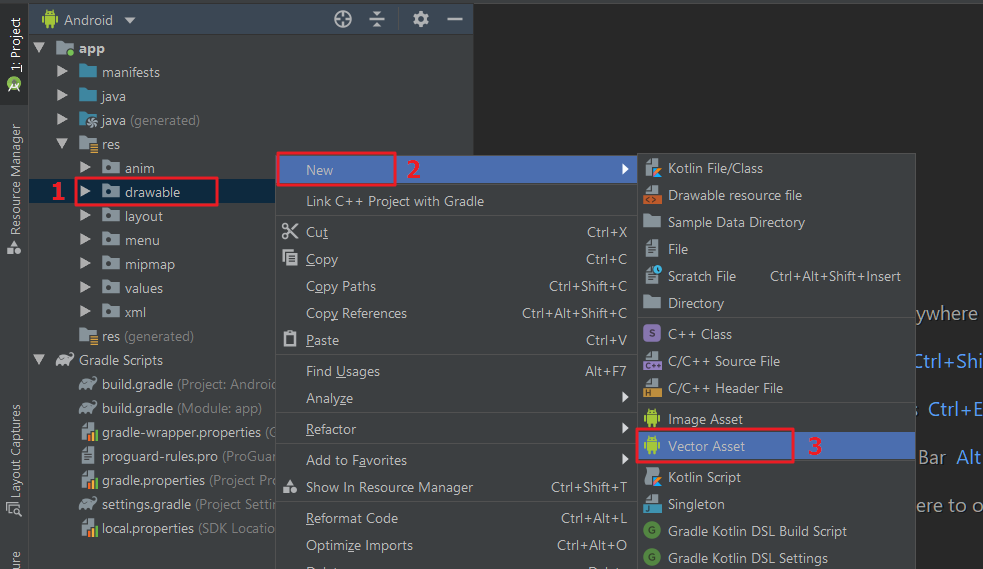 1: Project
Resource Manager
Layout Captures
Android
app
manifests
java
java (generated)
res
anim
1 drawable
layout
menu
mipmap
values
xml
res (generated)
Gradle Scripts
build.gradle (Project: Android
build.gradle (Module: app)
gradle-wrapper.properties
proguard-rules.pro
gradle.properties (Project
settings.gradle (Project
local.properties (SDK
New 2
Link C++ Project with Gradle
Cut Ctrl+X
Copy Ctrl+C
Copy Paths Ctrl+Shift+C
Copy References Ctrl+Alt+Shift+C
Paste Ctrl+V
Find Usages Alt+F7
Analyze
Refactor
Add to Favorites
Show In Resource Manager Ctrl+Shift+T
Reformat Code Ctrl+Alt+L
Optimize Imports Ctrl+Alt+O
Kotlin File/Class
Drawable resource file
Sample Data Directory
File
Scratch File Ctrl+Alt+Shift+Insert
Directory
S C++ Class
C++ C/C++ Source File
H C/C++ Header File
Image Asset
Vector Asset 3
Kotlin Script
Singleton
G Gradle Kotlin DSL Build Script
G Gradle Kotlin DSL Settings
ywhere
Ctrl+Shi
Ctrl+E
Bar Alt
ere to o